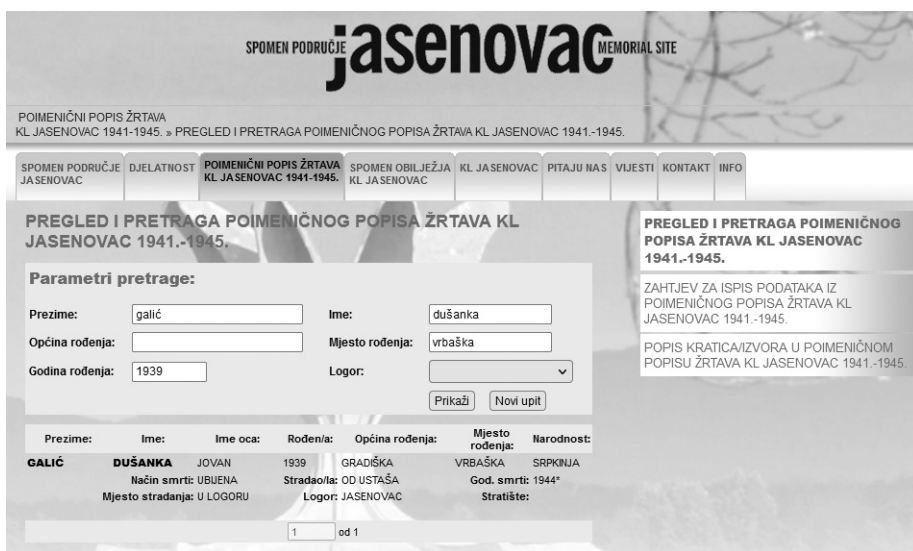 SPOMEN PODRUČJE jasenovac MEMORIAL SITE
POIMENIČNI POPIS ŽRTAVA
KL JASENOVAC 1941-1945. » PREGLED I PRETRAGA POIMENIČNOG POPISA ŽRTAVA KL JASENOVAC 1941.-1945.
SPOMEN PODRUČJE JASENOVAC
DJELATNOST
POIMENIČNI POPIS ŽRTAVA KL JASENOVAC 1941-1945.
SPOMEN OBILJEŽJA KL JASENOVAC
KL JASENOVAC
PITAJU NAS
VIJESTI
KONTAKT
INFO
PREGLED I PRETRAGA POIMENIČNOG POPISA ŽRTAVA KL
JASENOVAC 1941.-1945.
Parametri pretrage:
Prezime: galić Ime: dušanka
Općina rođenja: Mjesto rođenja: vrbaška
Godina rođenja: 1939 Logor:
Prikaži Novi upit
Prezime: Ime: Ime oca: Rođen/a: Općina rođenja: Mjesto rođenja: Narodnost:
GALIĆ DUŠANKA JOVAN 1939 GRADIŠKA VRBAŠKA SRPKINJA
Način smrti: UBIJENA Stradao/la: OD USTAŠA God. smrti: 1944*
Mjesto stradanja: U LOGORU Logor: JASENOVAC Stratište:
1 od 1
PREGLED I PRETRAGA POIMENIČNOG
POPISA ŽRTAVA KL JASENOVAC
1941.-1945.
ZAHTJEV ZA ISPIS PODATAKA IZ
POIMENIČNOG POPISA ŽRTAVA KL
JASENOVAC 1941.-1945.
POPIS KRATICA/IZVORA U POIMENIČNOM
POPISU ŽRTAVA KL JASENOVAC 1941.-1945.